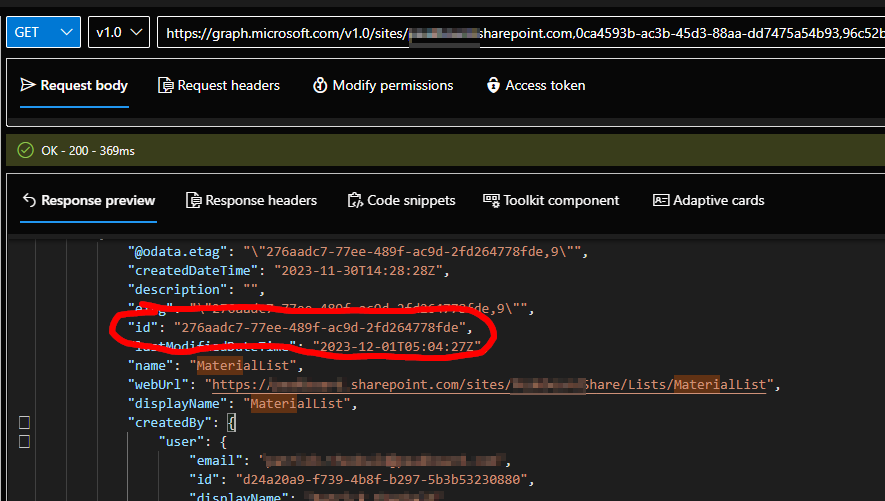 GET v1.0 https://graph.microsoft.com/v1.0/sites/ sharepoint.com,0ca4593b-ac3b-45d3-88aa-dd7475a54b93,96c52b
Request body Request headers Modify permissions Access token
OK - 200 - 369ms
Response preview Response headers Code snippets Toolkit component Adaptive cards
"@odata.etag": "\"276aadc7-77ee-489f-ac9d-2fd264778fde,9\"",
"createdDateTime": "2023-11-30T14:28:28Z",
"description": "",
"eTag": "\"276aadc7-77ee-489f-ac9d-2fd264778fde,9\"",
"id": "276aadc7-77ee-489f-ac9d-2fd264778fde",
"lastModifiedDateTime": "2023-12-01T05:04:27Z"
"name": "MaterialList",
"webUrl": "https:/ .sharepoint.com/sites/ Share/Lists/MaterialList",
"displayName": "MaterialList",
"createdBy": {
"user": {
"email": " ",
"id": "d24a20a9-f739-4b8f-b297-5b3b53230880",
"displayName": "